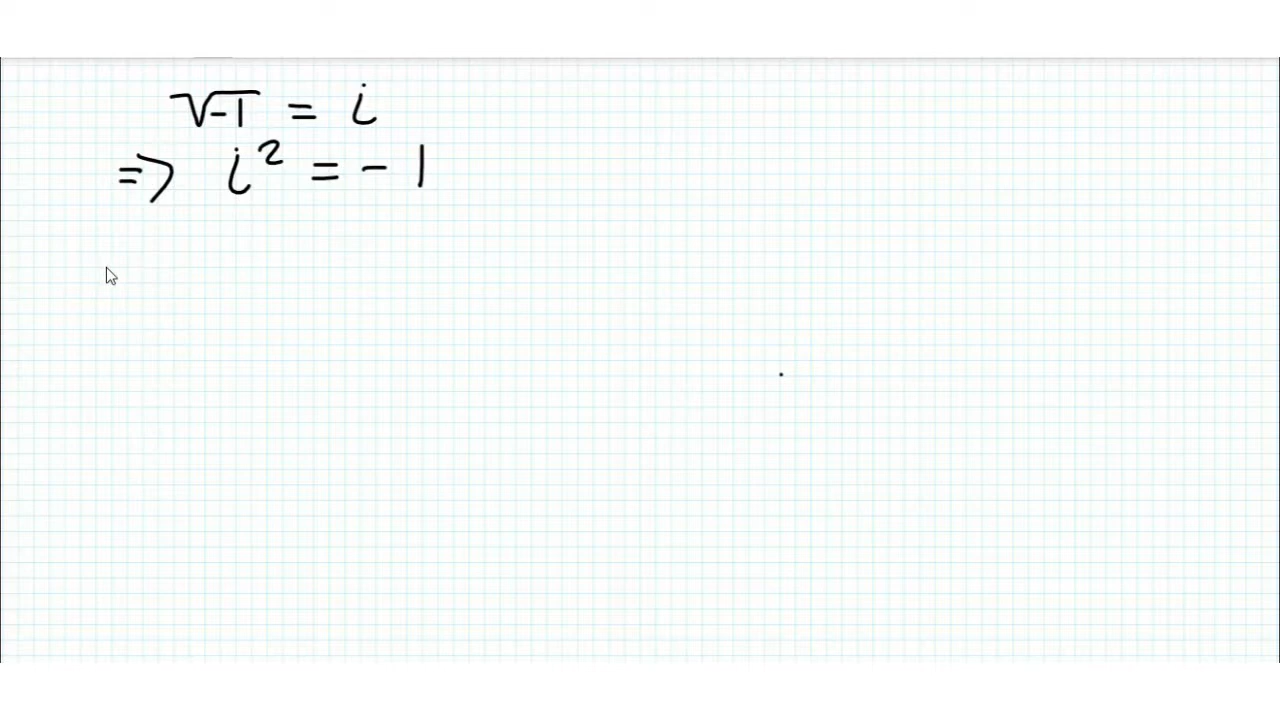 √-1 = i
=> i² = -1